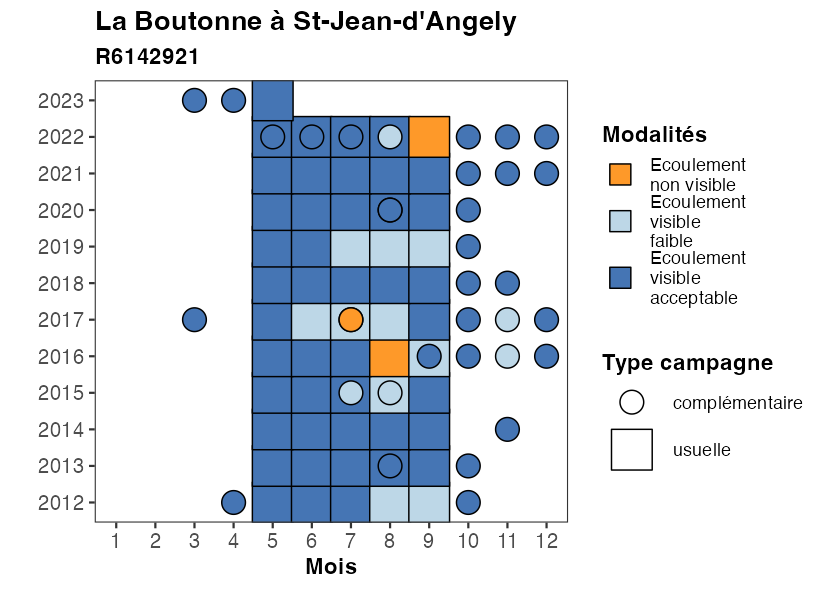 La Boutonne à St-Jean-d'Angely
R6142921
2023
2022
2021
2020
2019
2018
2017
2016
2015
2014
2013
2012
1 2 3 4 5 6 7 8 9 10 11 12
Mois
Modalités
Ecoulement
non visible
Ecoulement
visible
faible
Ecoulement
visible
acceptable
Type campagne
complémentaire
usuelle